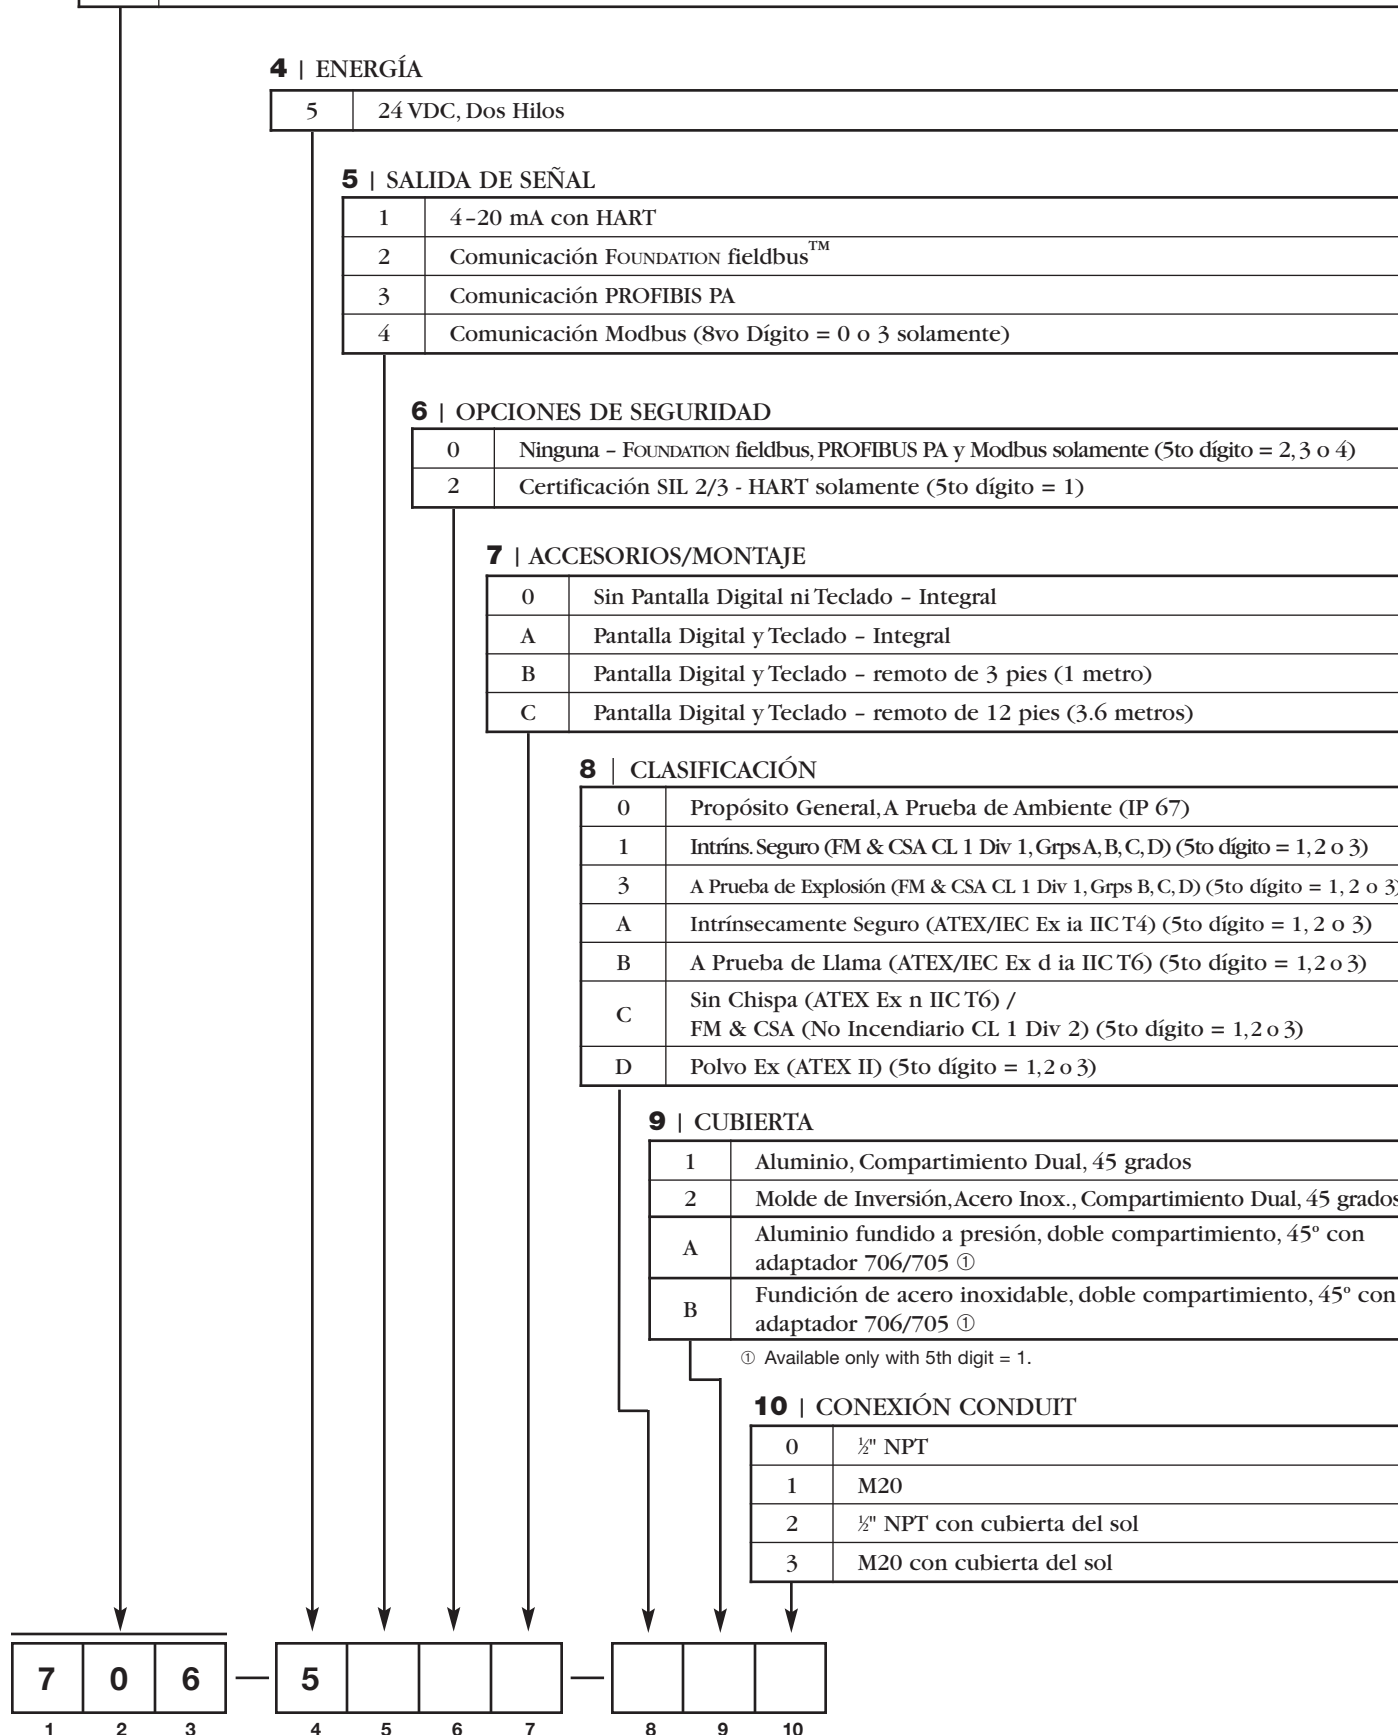 4 | ENERGÍA
5 24 VDC, Dos Hilos
5 | SALIDA DE SEÑAL
1 4–20 mA con HART
2 Comunicación FOUNDATION fieldbus™
3 Comunicación PROFIBIS PA
4 Comunicación Modbus (8vo Dígito = 0 o 3 solamente)
6 | OPCIONES DE SEGURIDAD
0 Ninguna – FOUNDATION fieldbus, PROFIBUS PA y Modbus solamente (5to dígito = 2, 3 o 4)
2 Certificación SIL 2/3 - HART solamente (5to dígito = 1)
7 | ACCESORIOS/MONTAJE
0 Sin Pantalla Digital ni Teclado – Integral
A Pantalla Digital y Teclado – Integral
B Pantalla Digital y Teclado – remoto de 3 pies (1 metro)
C Pantalla Digital y Teclado – remoto de 12 pies (3.6 metros)
8 | CLASIFICACIÓN
0 Propósito General, A Prueba de Ambiente (IP 67)
1 Intríns. Seguro (FM & CSA CL 1 Div 1, Grps A, B, C, D) (5to dígito = 1, 2 o 3)
3 A Prueba de Explosión (FM & CSA CL 1 Div 1, Grps B, C, D) (5to dígito = 1, 2 o 3)
A Intrínsecamente Seguro (ATEX/IEC Ex ia IIC T4) (5to dígito = 1, 2 o 3)
B A Prueba de Llama (ATEX/IEC Ex d ia IIC T6) (5to dígito = 1,2 o 3)
C Sin Chispa (ATEX Ex n IIC T6) /
FM & CSA (No Incendiario CL 1 Div 2) (5to dígito = 1,2 o 3)
D Polvo Ex (ATEX II) (5to dígito = 1,2 o 3)
9 | CUBIERTA
1 Aluminio, Compartimiento Dual, 45 grados
2 Molde de Inversión, Acero Inox., Compartimiento Dual, 45 grados
A Aluminio fundido a presión, doble compartimiento, 45º con
adaptador 706/705 ①
B Fundición de acero inoxidable, doble compartimiento, 45º con
adaptador 706/705 ①
① Available only with 5th digit = 1.
10 | CONEXIÓN CONDUIT
0 ½" NPT
1 M20
2 ½" NPT con cubierta del sol
3 M20 con cubierta del sol
7 0 6 — 5 —
1 2 3 4 5 6 7 8 9 10